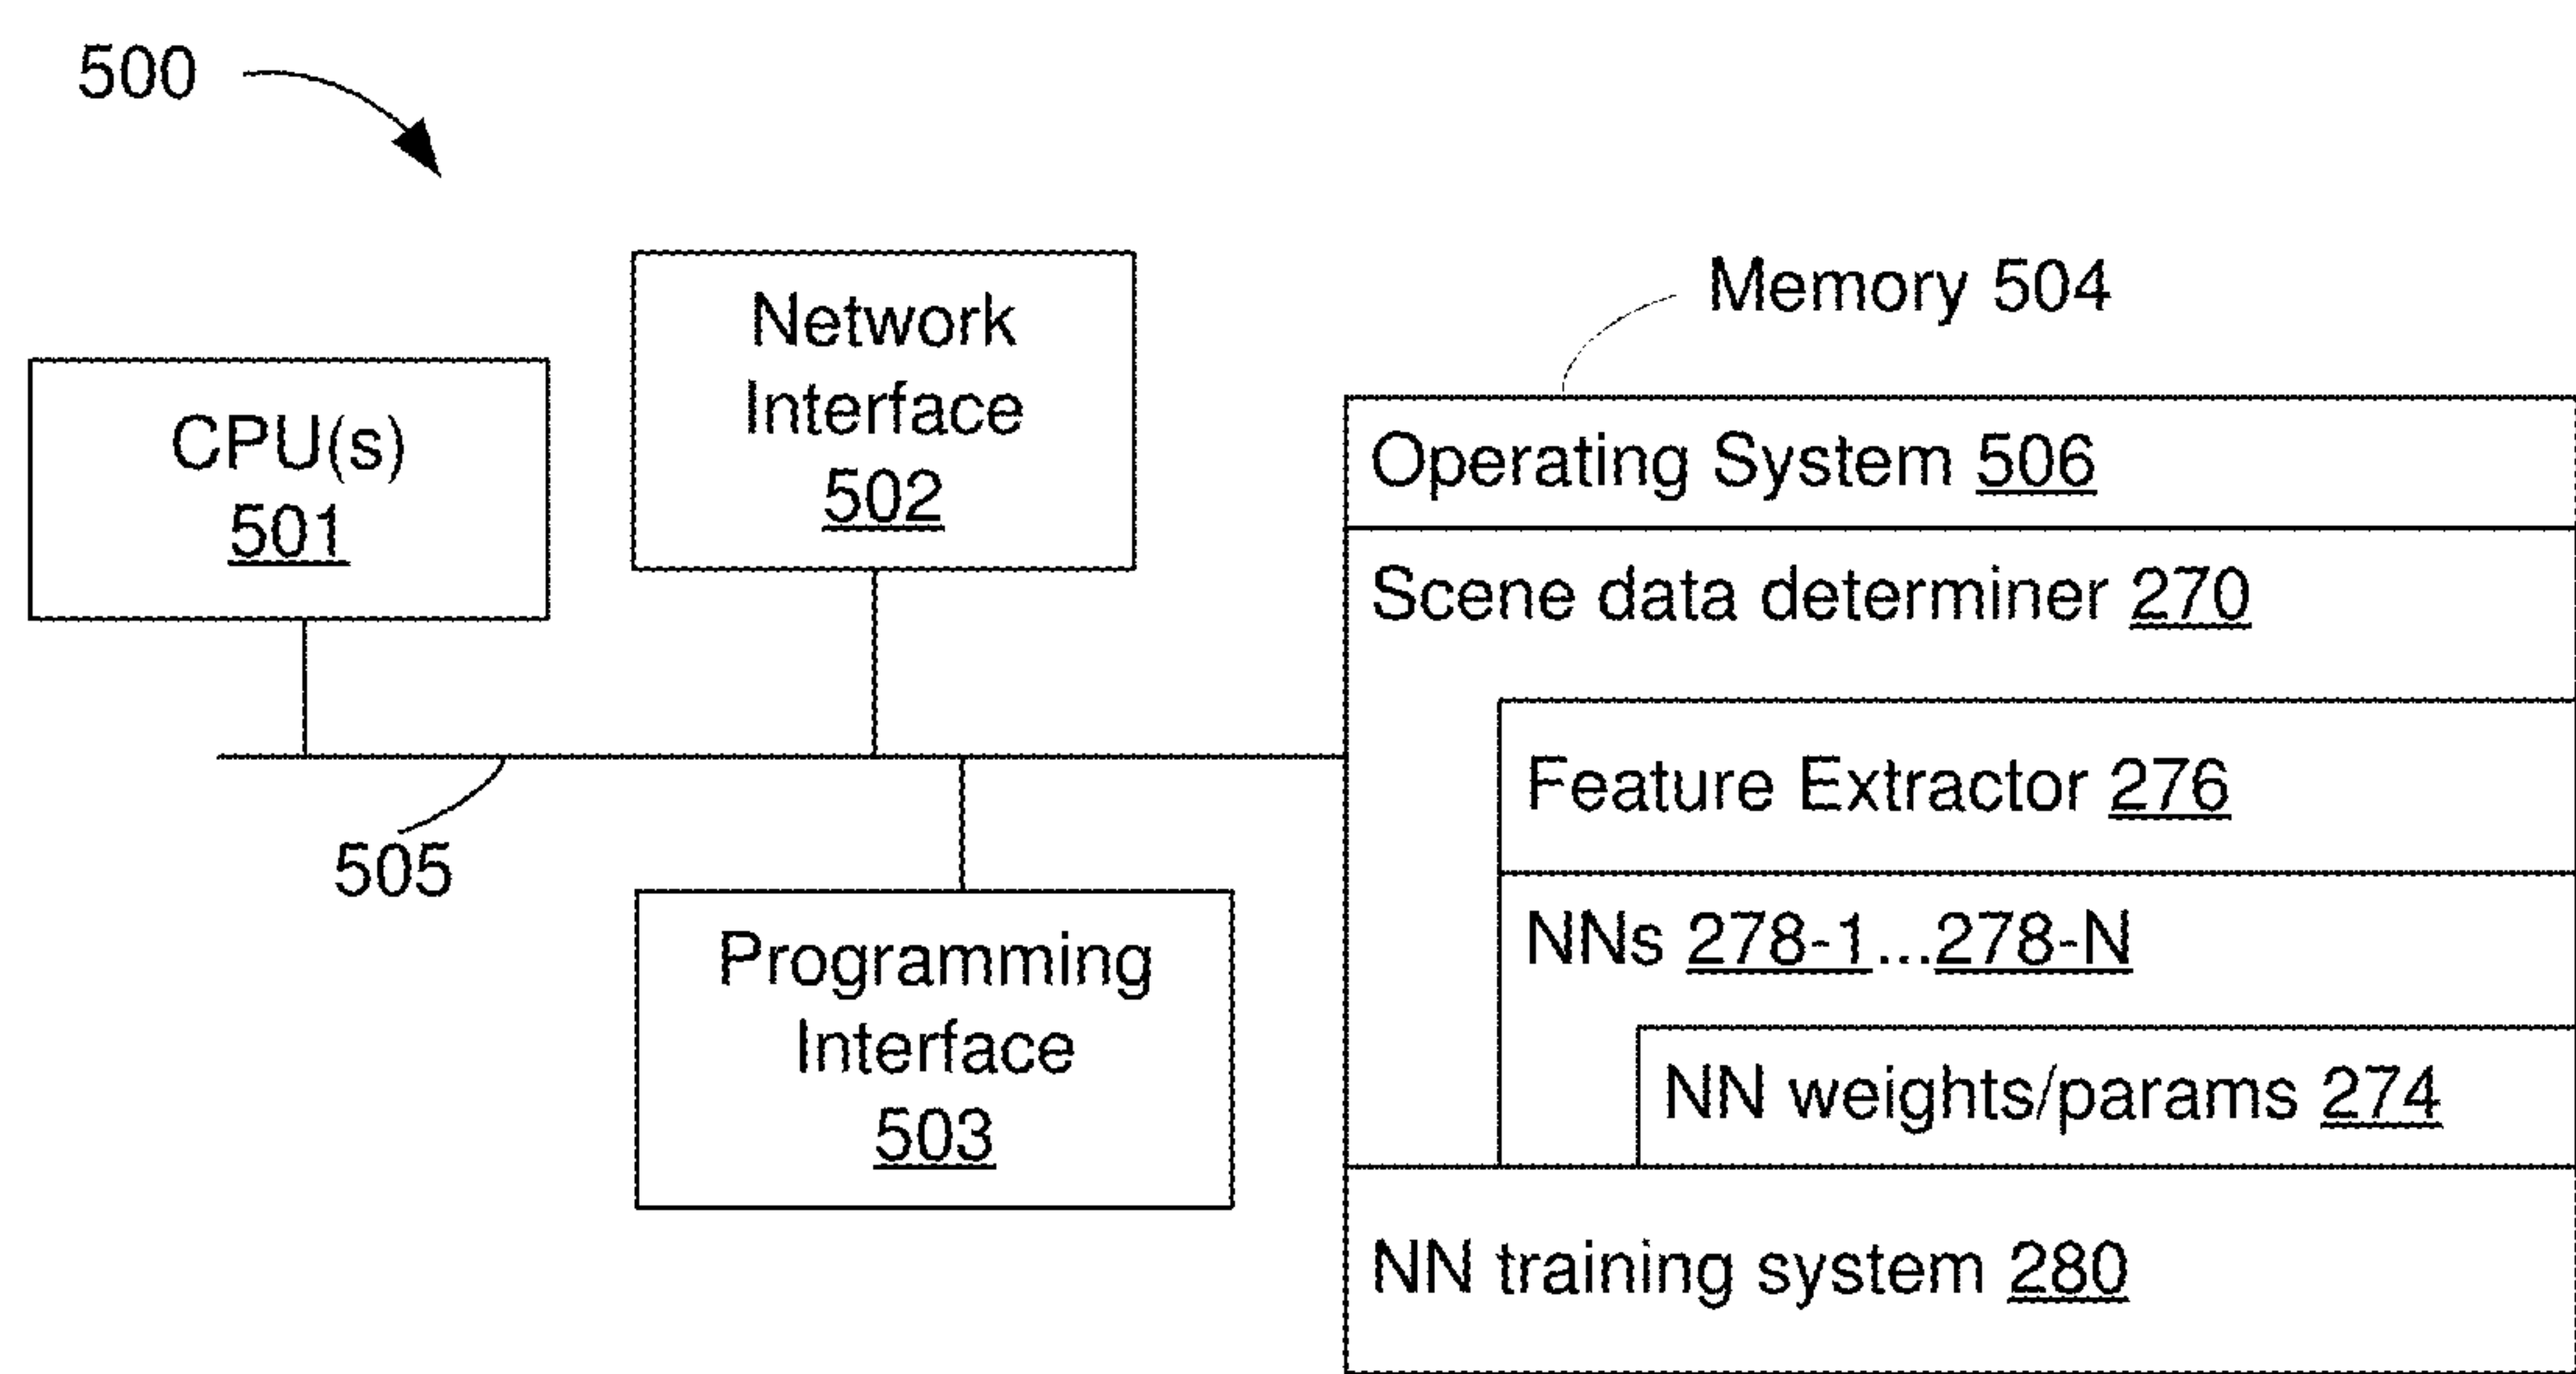 500
Network
Interface
502
Memory 504
CPU(s)
501
Operating System 506
Scene data determiner 270
Feature Extractor 276
505
NNs 278-1...278-N
Programming
Interface
503
NN weights/params 274
NN training system 280